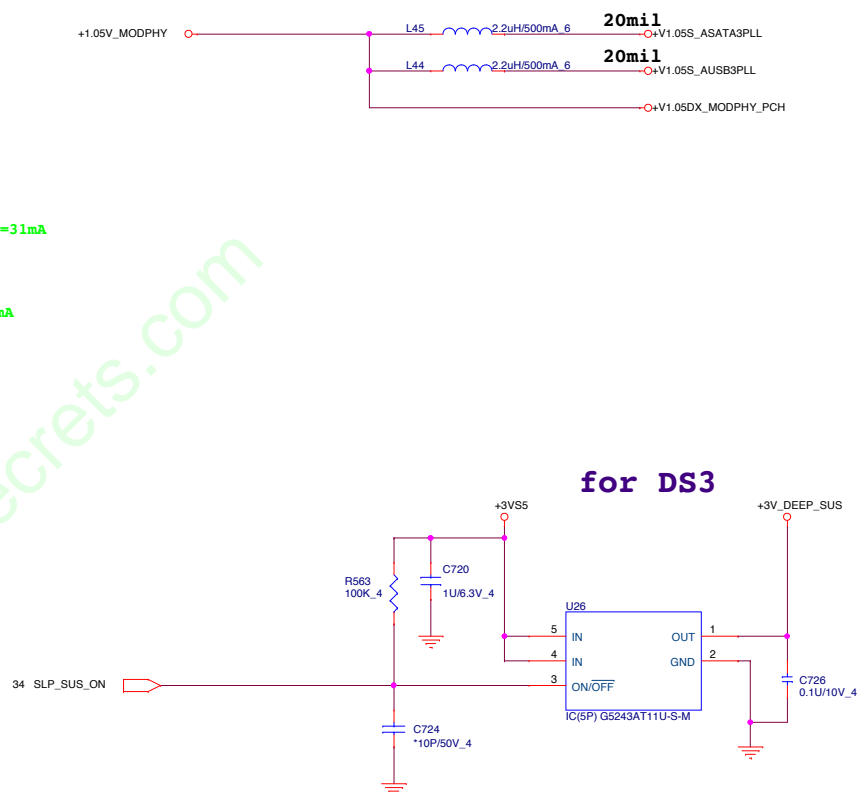 20mil
+1.05V_MODPHY
L45
2.2uH/500mA_6
+V1.05S_ASATA3PLL
20mil
L44
2.2uH/500mA_6
+V1.05S_AUSB3PLL
+V1.05DX_MODPHY_PCH
=31mA
mA
ecrets.com
for DS3
+3VS5
+3V_DEEP_SUS
R563
100K_4
C720
1U/6.3V_4
U26
5
IN
OUT
1
4
IN
GND
2
34 SLP_SUS_ON
3
ON/OFF
C726
0.1U/10V_4
IC(5P) G5243AT11U-S-M
C724
*10P/50V_4